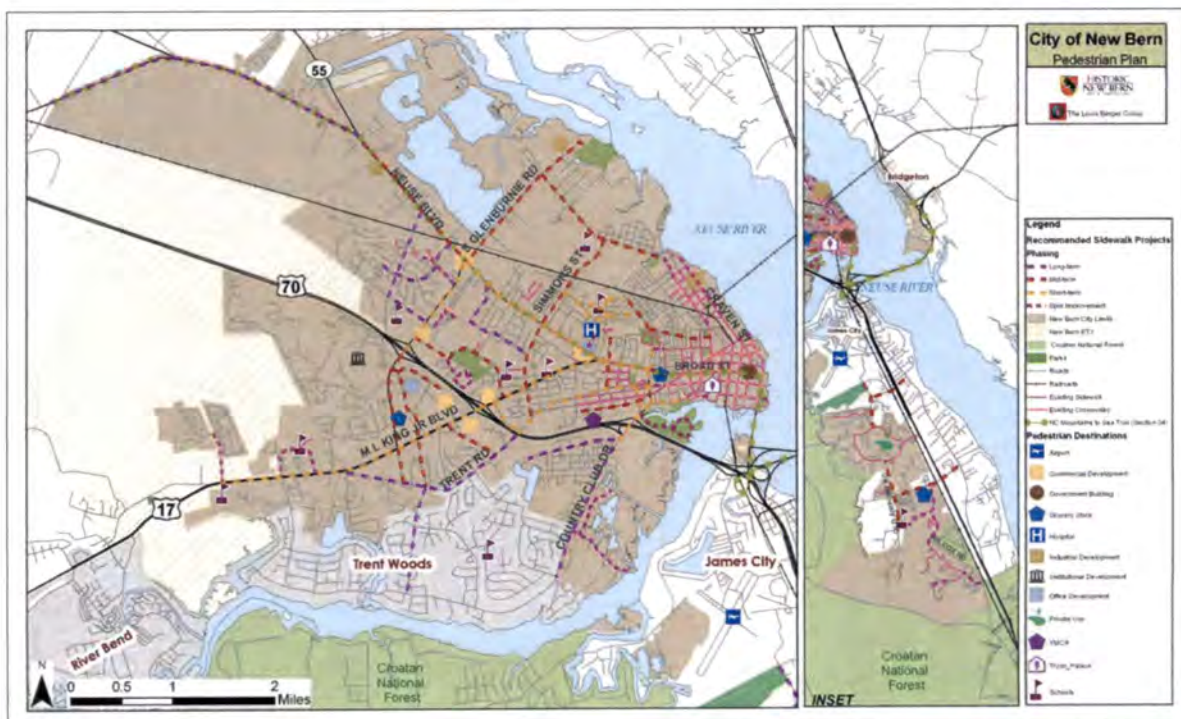 City of New Bern
Pedestrian Plan
HISTORIC
NEW BERN
The Louis Berger Group
55
NEUSE BLVD
S GLENBURNIE RD
NEUSE RIVER
SIMMONS ST
CRAVEN ST
BROAD ST
70
M L KING JR BLVD
TRENT RD
COUNTRY CLUB DR
17
Trent Woods
James City
River Bend
Croatan
National
Forest
N
0 0.5 1 2
Miles
Bridgeton
NEUSE RIVER
James City
Croatan
National
Forest
INSET
Legend
Recommended Sidewalk Projects
Phasing
Long-term
Mid-term
Short-term
Spot Improvement
New Bern City Limits
New Bern ETJ
Croatan National Forest
Parks
Roads
Railroads
Existing Sidewalk
Existing Crosswalks
NC Mountains to Sea Trail
Pedestrian Destinations
Airport
Commercial Development
Government Building
Grocery Store
Hospital
Industrial Development
Institutional Development
Office Development
YMCA
Tryon_Palace
Schools